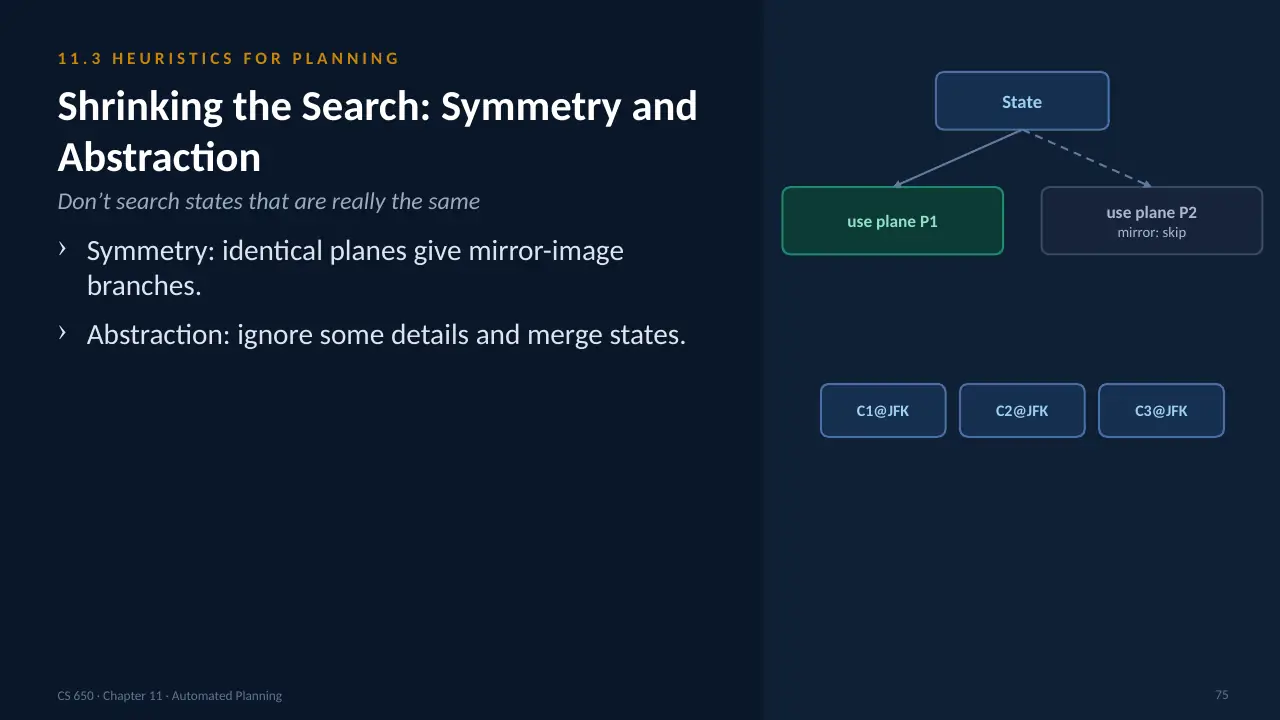 11.3 HEURISTICS FOR PLANNING
Shrinking the Search: Symmetry and
Abstraction
Don’t search states that are really the same
› Symmetry: identical planes give mirror-image
branches.
› Abstraction: ignore some details and merge states.
State
use plane P1
use plane P2
mirror: skip
C1@JFK
C2@JFK
C3@JFK
CS 650 · Chapter 11 · Automated Planning
75